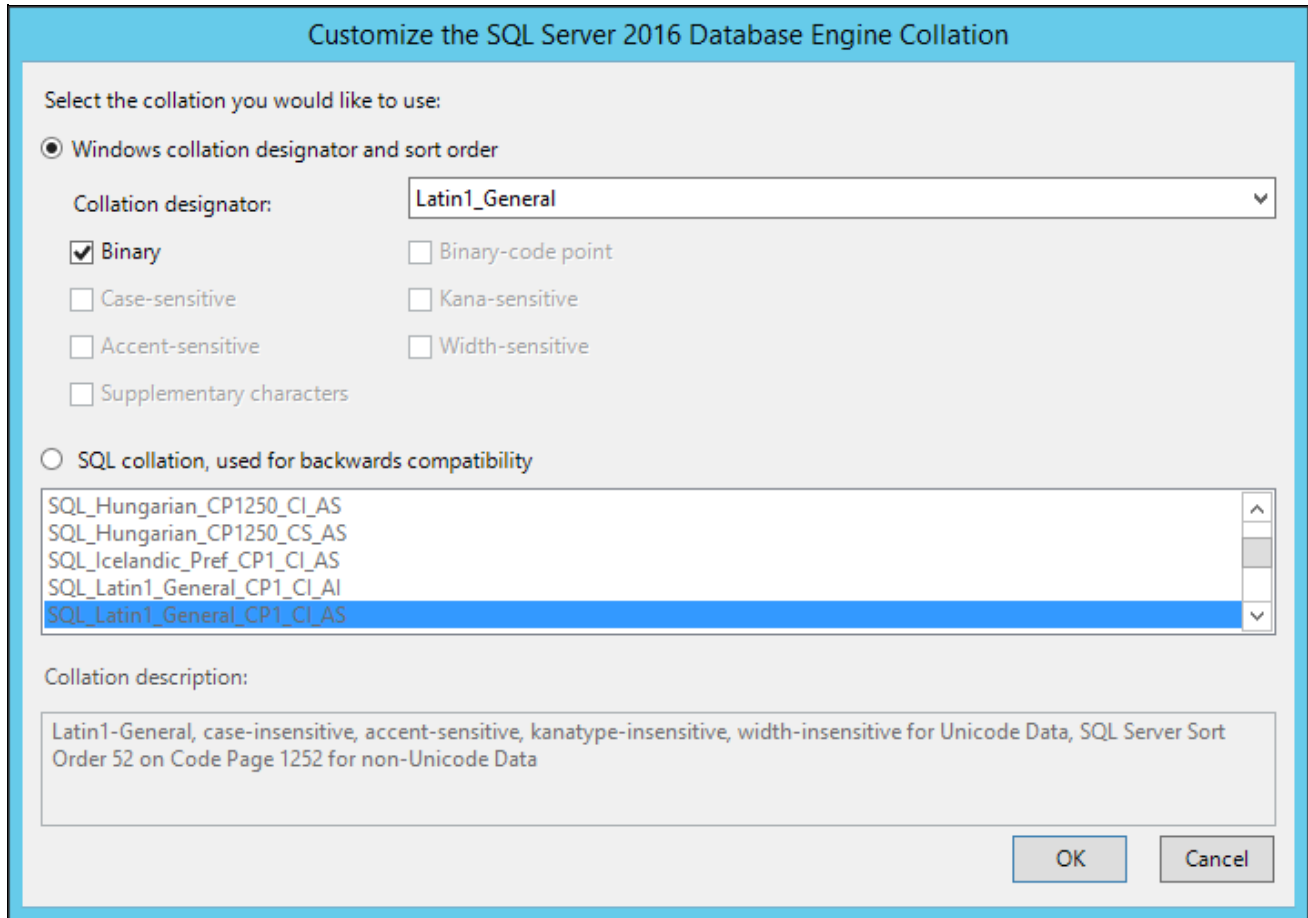 Customize the SQL Server 2016 Database Engine Collation
Select the collation you would like to use:
Windows collation designator and sort order
Collation designator: Latin1_General
Binary Binary-code point
Case-sensitive Kana-sensitive
Accent-sensitive Width-sensitive
Supplementary characters
SQL collation, used for backwards compatibility
SQL_Hungarian_CP1250_CI_AS
SQL_Hungarian_CP1250_CS_AS
SQL_Icelandic_Pref_CP1_CI_AS
SQL_Latin1_General_CP1_CI_AI
SQL_Latin1_General_CP1_CI_AS
Collation description:
Latin1-General, case-insensitive, accent-sensitive, kanatype-insensitive, width-insensitive for Unicode Data, SQL Server Sort
Order 52 on Code Page 1252 for non-Unicode Data
OK Cancel